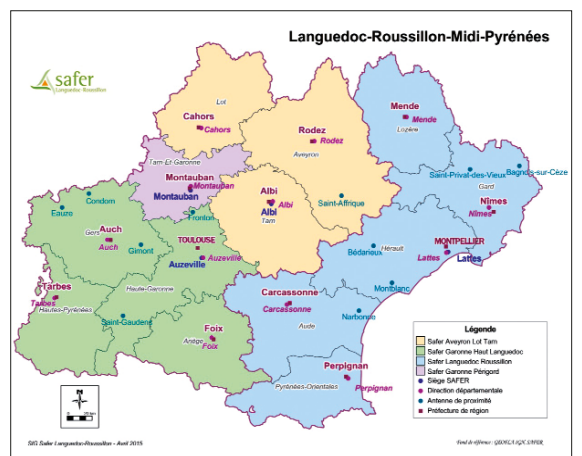 Languedoc-Roussillon-Midi-Pyrénées
safer
Languedoc-Roussillon
Lot
Cahors
Cahors
Mende
Lozère
Mende
Rodez
Rodez
Aveyron
Tarn-Et-Garonne
Montauban
Montauban
Montauban
Saint-Privat-des-Vieux
Bagnols-sur-Cèze
Gard
Nîmes
Nîmes
Albi
Albi
Albi
Tarn
Saint-Affrique
Condom
Eauze
Fronton
Auch
Gers
Auch
Gimont
TOULOUSE
Auzeville
Auzeville
Bédarieux
Hérault
MONTPELLIER
Lattes
Lattes
Tarbes
Tarbes
Hautes-Pyrénées
Haute-Garonne
Saint-Gaudens
Montblanc
Carcassonne
Carcassonne
Narbonne
Aude
Foix
Ariège
Foix
Perpignan
Perpignan
Pyrénées-Orientales
Légende
Safer Aveyron Lot Tarn
Safer Garonne Haut Languedoc
Safer Languedoc Roussillon
Safer Garonne Périgord
Siège SAFER
Direction départementale
Antenne de proximité
Préfecture de région
N
SIG Safer Languedoc-Roussillon - Avril 2015